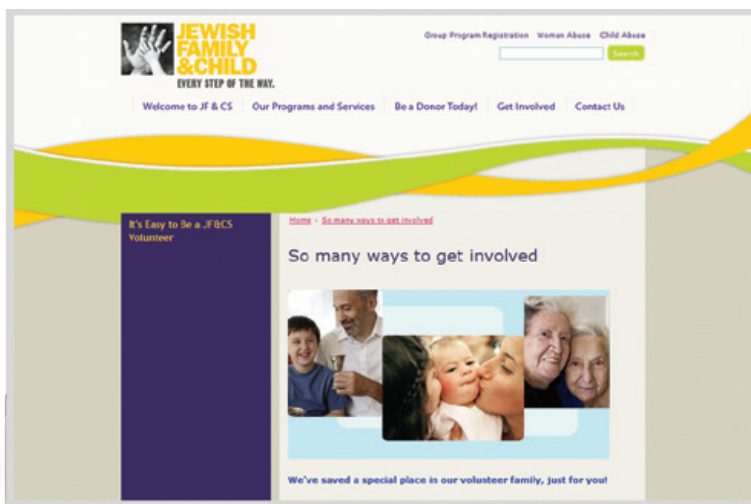 JEWISH
FAMILY
&CHILD
EVERY STEP OF THE WAY.
Group Program Registration Woman Abuse Child Abuse
Search
Welcome to JF & CS Our Programs and Services Be a Donor Today! Get Involved Contact Us
It's Easy to Be a JF&CS
Volunteer
Home › So many ways to get involved
So many ways to get involved
We've saved a special place in our volunteer family, just for you!